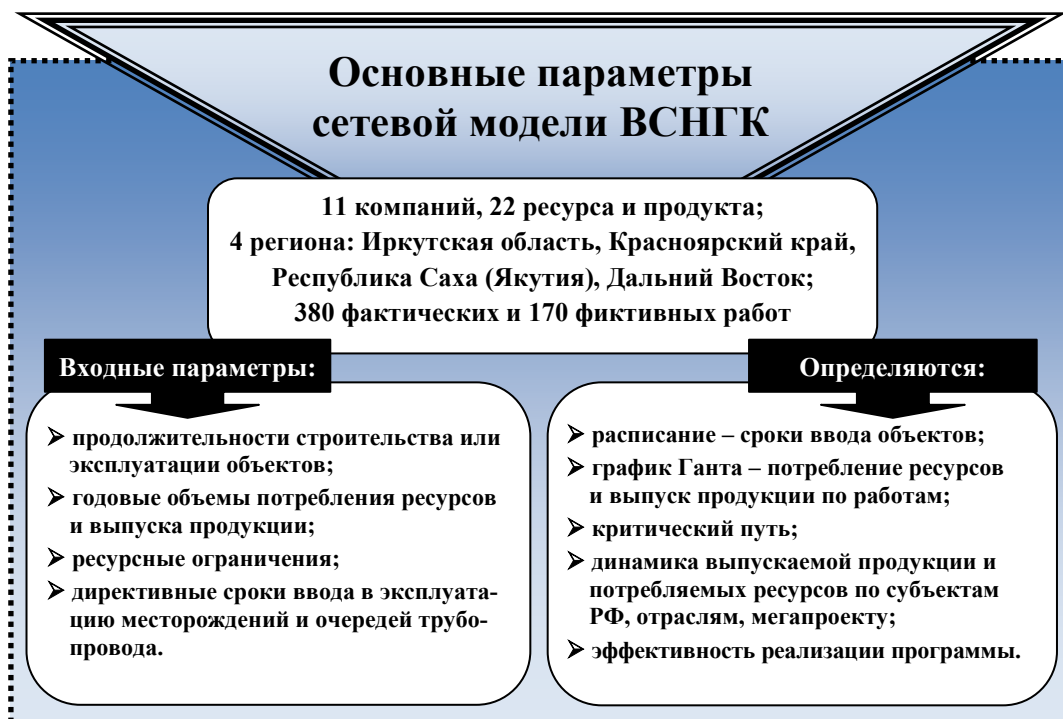 Основные параметры
сетевой модели ВСНГК
11 компаний, 22 ресурса и продукта;
4 региона: Иркутская область, Красноярский край,
Республика Саха (Якутия), Дальний Восток;
380 фактических и 170 фиктивных работ
Входные параметры:
➢ продолжительности строительства или
эксплуатации объектов;
➢ годовые объемы потребления ресурсов
и выпуска продукции;
➢ ресурсные ограничения;
➢ директивные сроки ввода в эксплуата-
цию месторождений и очередей трубо-
провода.
Определяются:
➢ расписание – сроки ввода объектов;
➢ график Ганта – потребление ресурсов
и выпуск продукции по работам;
➢ критический путь;
➢ динамика выпускаемой продукции и
потребляемых ресурсов по субъектам
РФ, отраслям, мегапроекту;
➢ эффективность реализации программы.